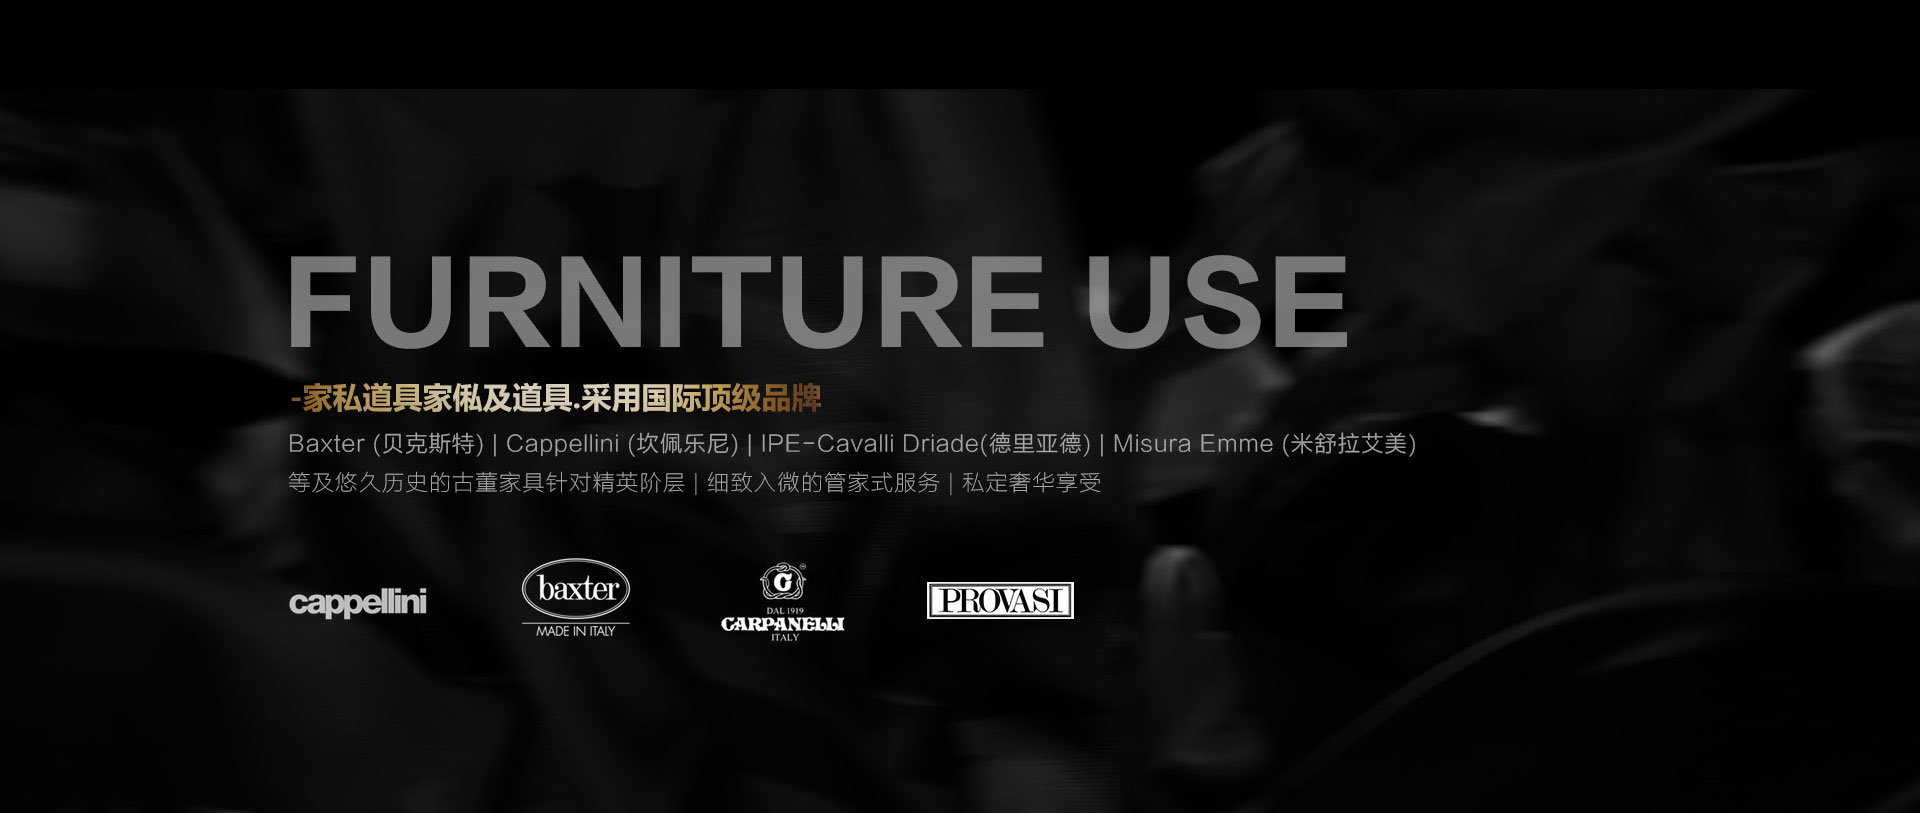 FURNITURE USE
-家私道具家俬及道具.采用国际顶级品牌
Baxter (贝克斯特) | Cappellini (坎佩乐尼) | IPE-Cavalli Driade(德里亚德) | Misura Emme (米舒拉艾美)
等及悠久历史的古董家具针对精英阶层 | 细致入微的管家式服务 | 私定奢华享受
cappellini
baxter
MADE IN ITALY
DAL 1919
CARPANELLI
ITALY
PROVASI